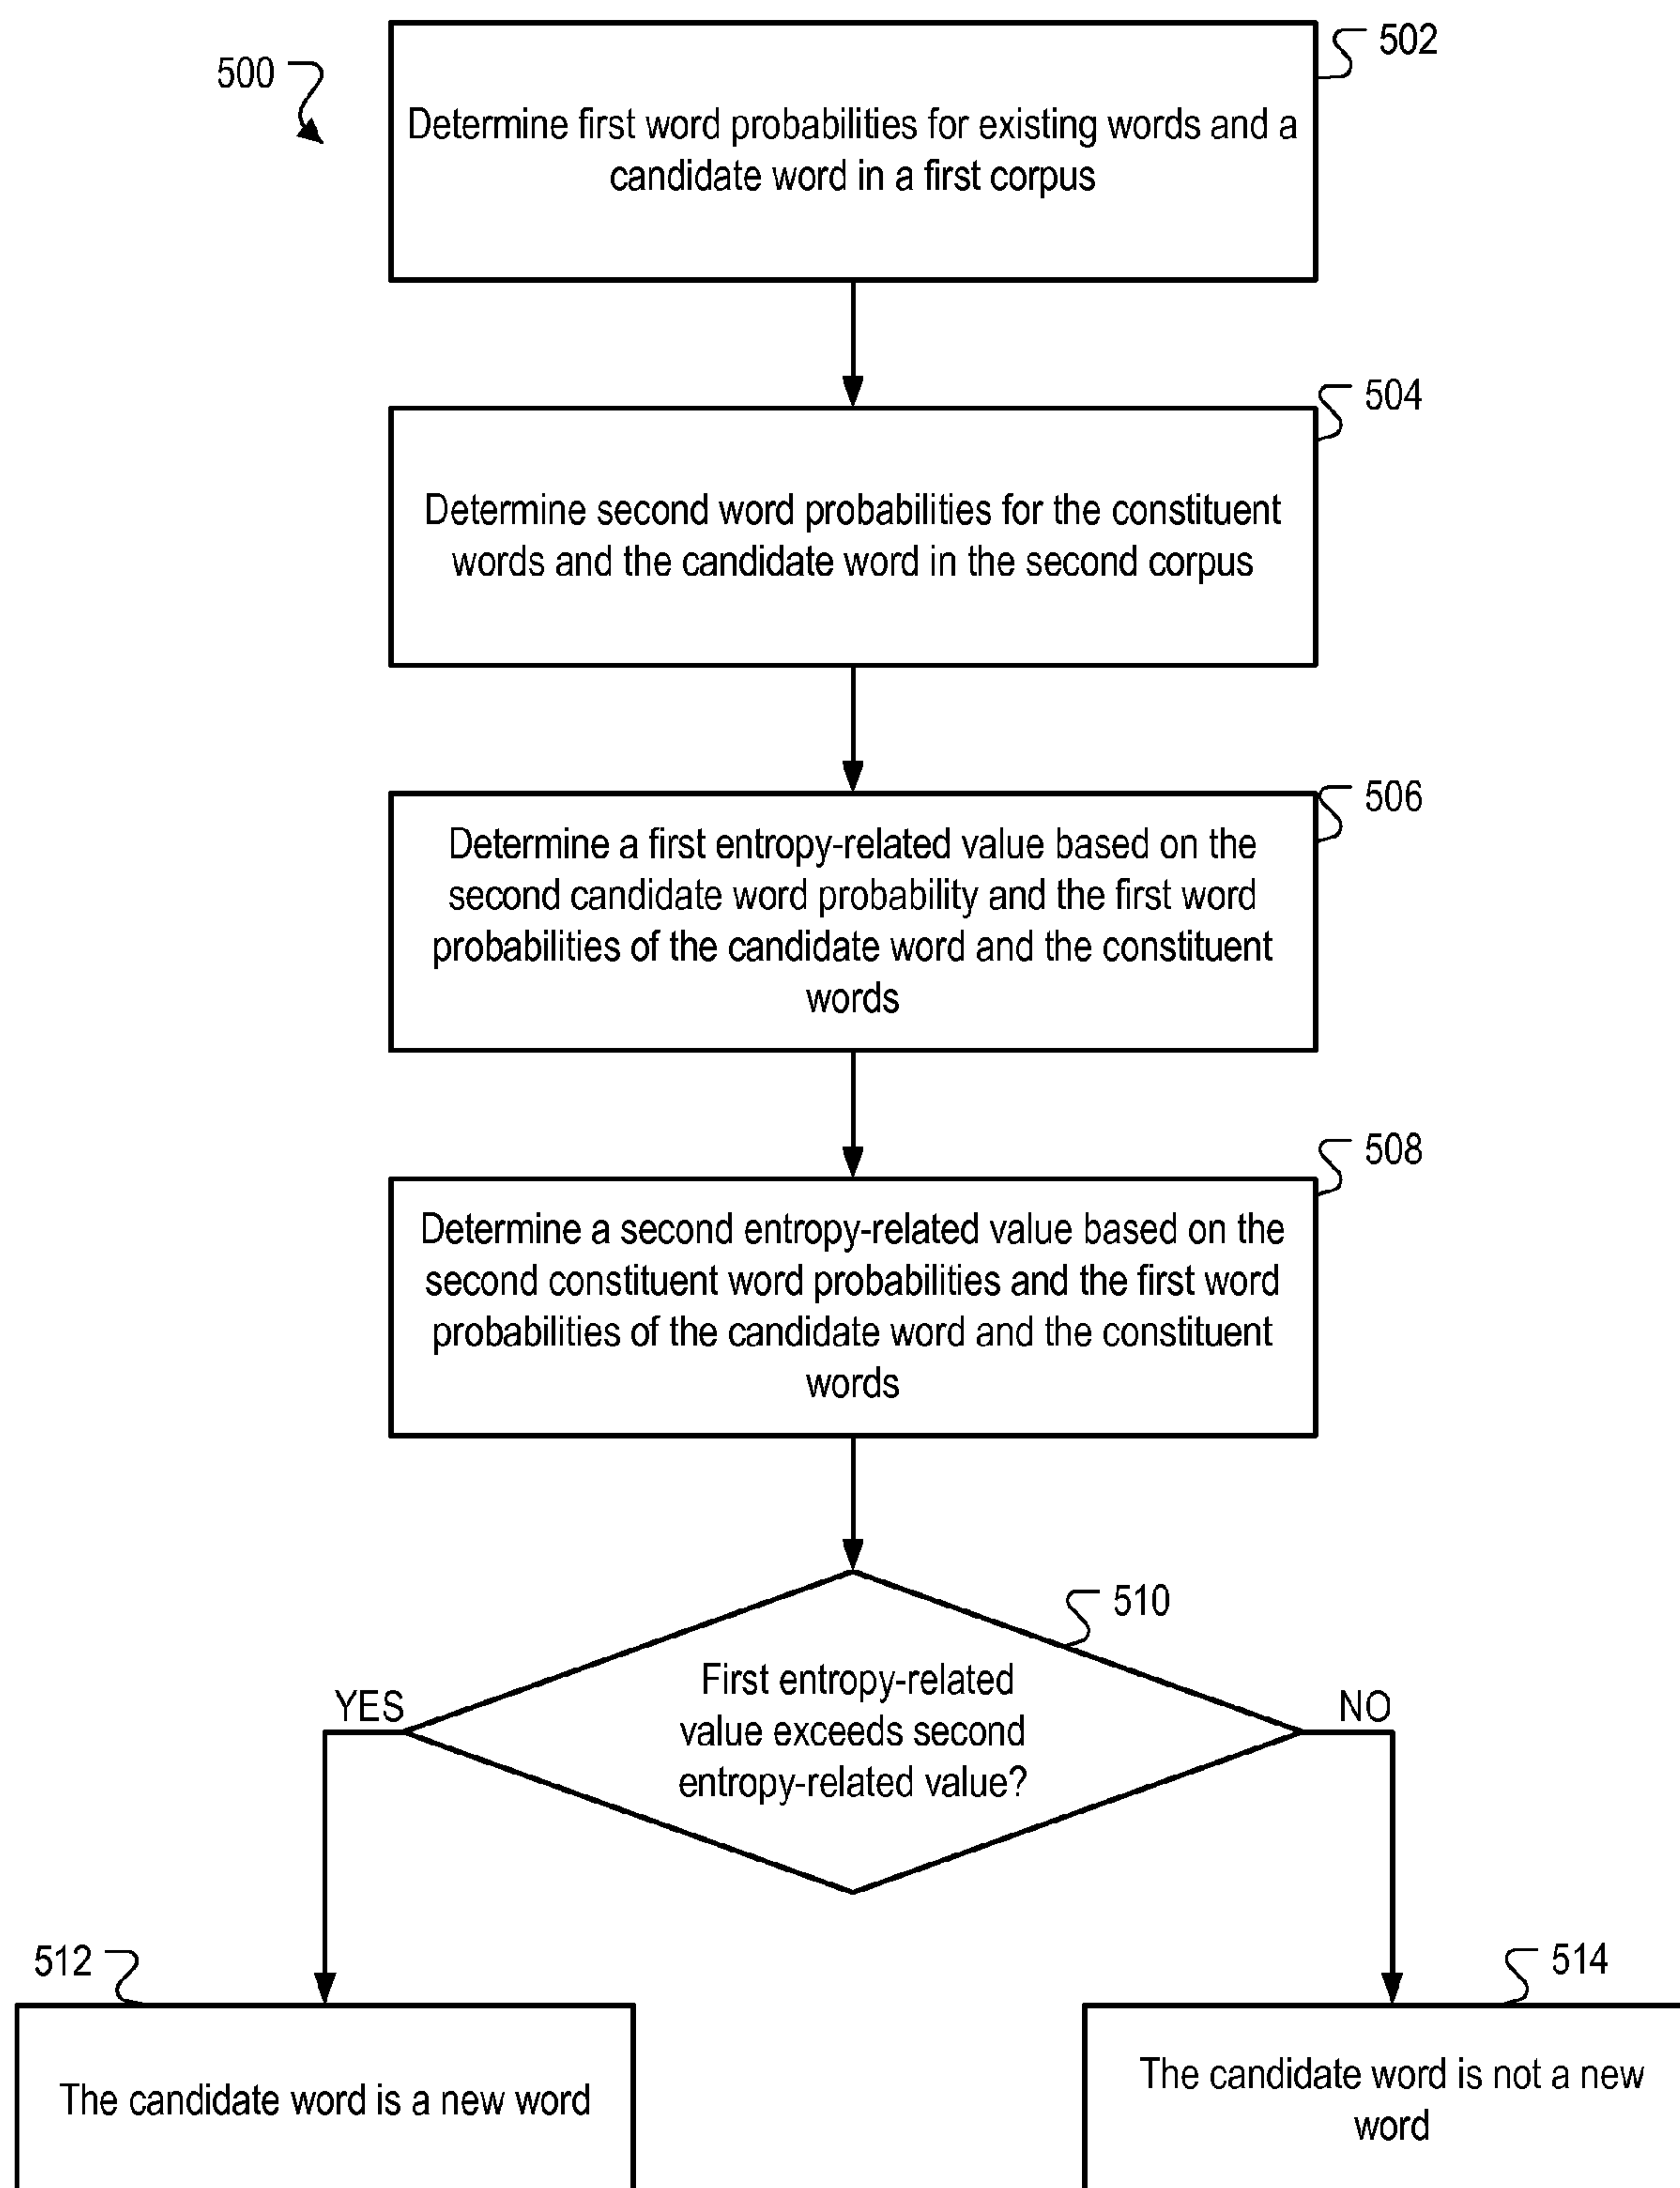 500
502
Determine first word probabilities for existing words and a
candidate word in a first corpus
504
Determine second word probabilities for the constituent
words and the candidate word in the second corpus
506
Determine a first entropy-related value based on the
second candidate word probability and the first word
probabilities of the candidate word and the constituent
words
508
Determine a second entropy-related value based on the
second constituent word probabilities and the first word
probabilities of the candidate word and the constituent
words
510
First entropy-related
value exceeds second
entropy-related value?
YES
NO
512
The candidate word is a new word
514
The candidate word is not a new
word